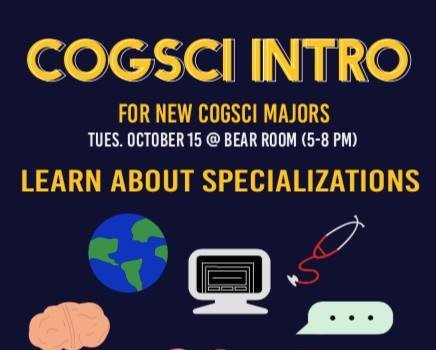 COGSCI INTRO
FOR NEW COGSCI MAJORS
TUES. OCTOBER 15 @ BEAR ROOM (5-8 PM)
LEARN ABOUT SPECIALIZATIONS